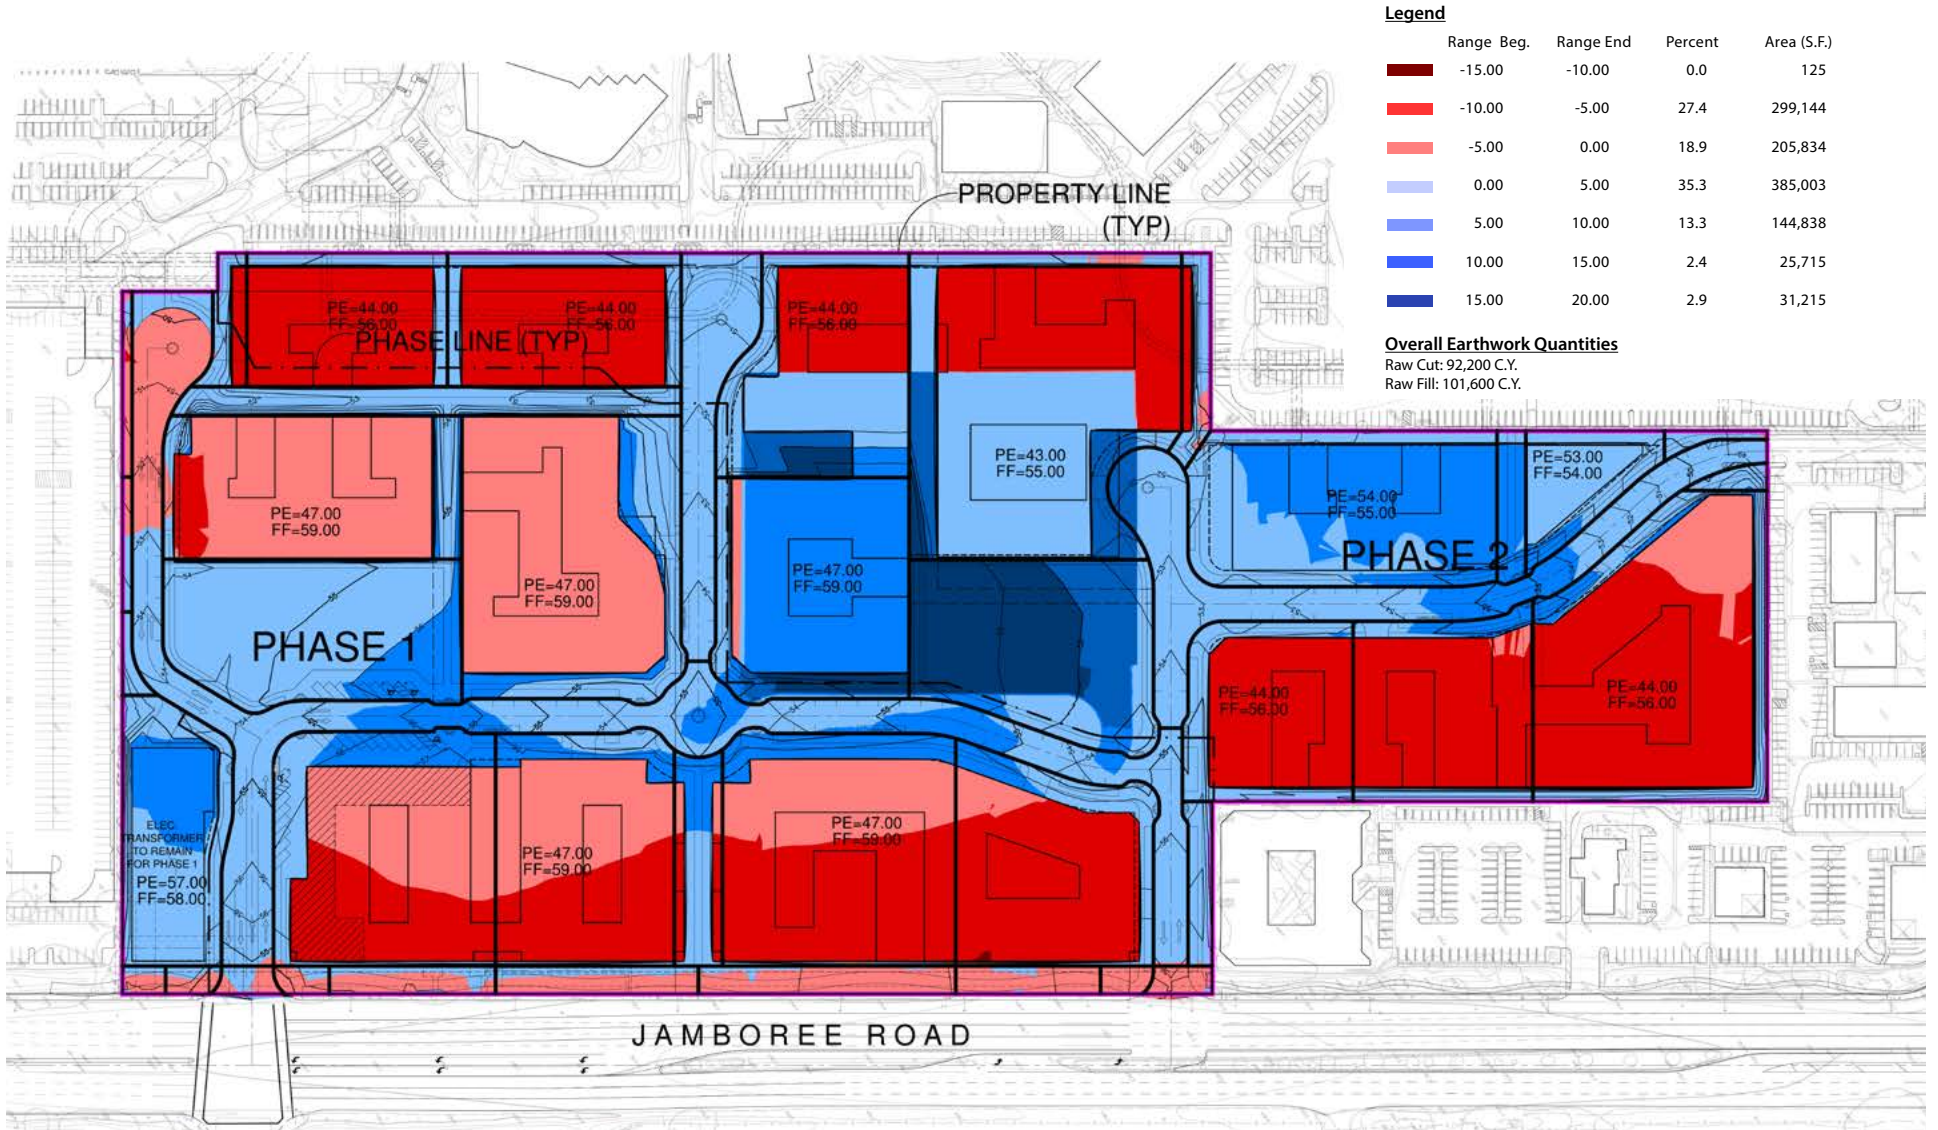 Legend
Range Beg. Range End Percent Area (S.F.)
-15.00 -10.00 0.0 125
-10.00 -5.00 27.4 299,144
-5.00 0.00 18.9 205,834
0.00 5.00 35.3 385,003
5.00 10.00 13.3 144,838
10.00 15.00 2.4 25,715
15.00 20.00 2.9 31,215
Overall Earthwork Quantities
Raw Cut: 92,200 C.Y.
Raw Fill: 101,600 C.Y.
PROPERTY LINE
(TYP)
PE=44.00
FF=56.00
PE=44.00
FF=56.00
PE=44.00
FF=56.00
PHASE LINE (TYP)
PE=43.00
FF=55.00
PE=53.00
FF=54.00
PE=54.00
FF=55.00
PE=47.00
FF=59.00
PE=47.00
FF=59.00
PE=47.00
FF=59.00
PHASE 2
PHASE 1
PE=44.00
FF=56.00
PE=44.00
FF=56.00
ELEC
TRANSFORMER
TO REMAIN
FOR PHASE 1
PE=57.00
FF=58.00
PE=47.00
FF=59.00
PE=47.00
FF=59.00
JAMBOREE ROAD